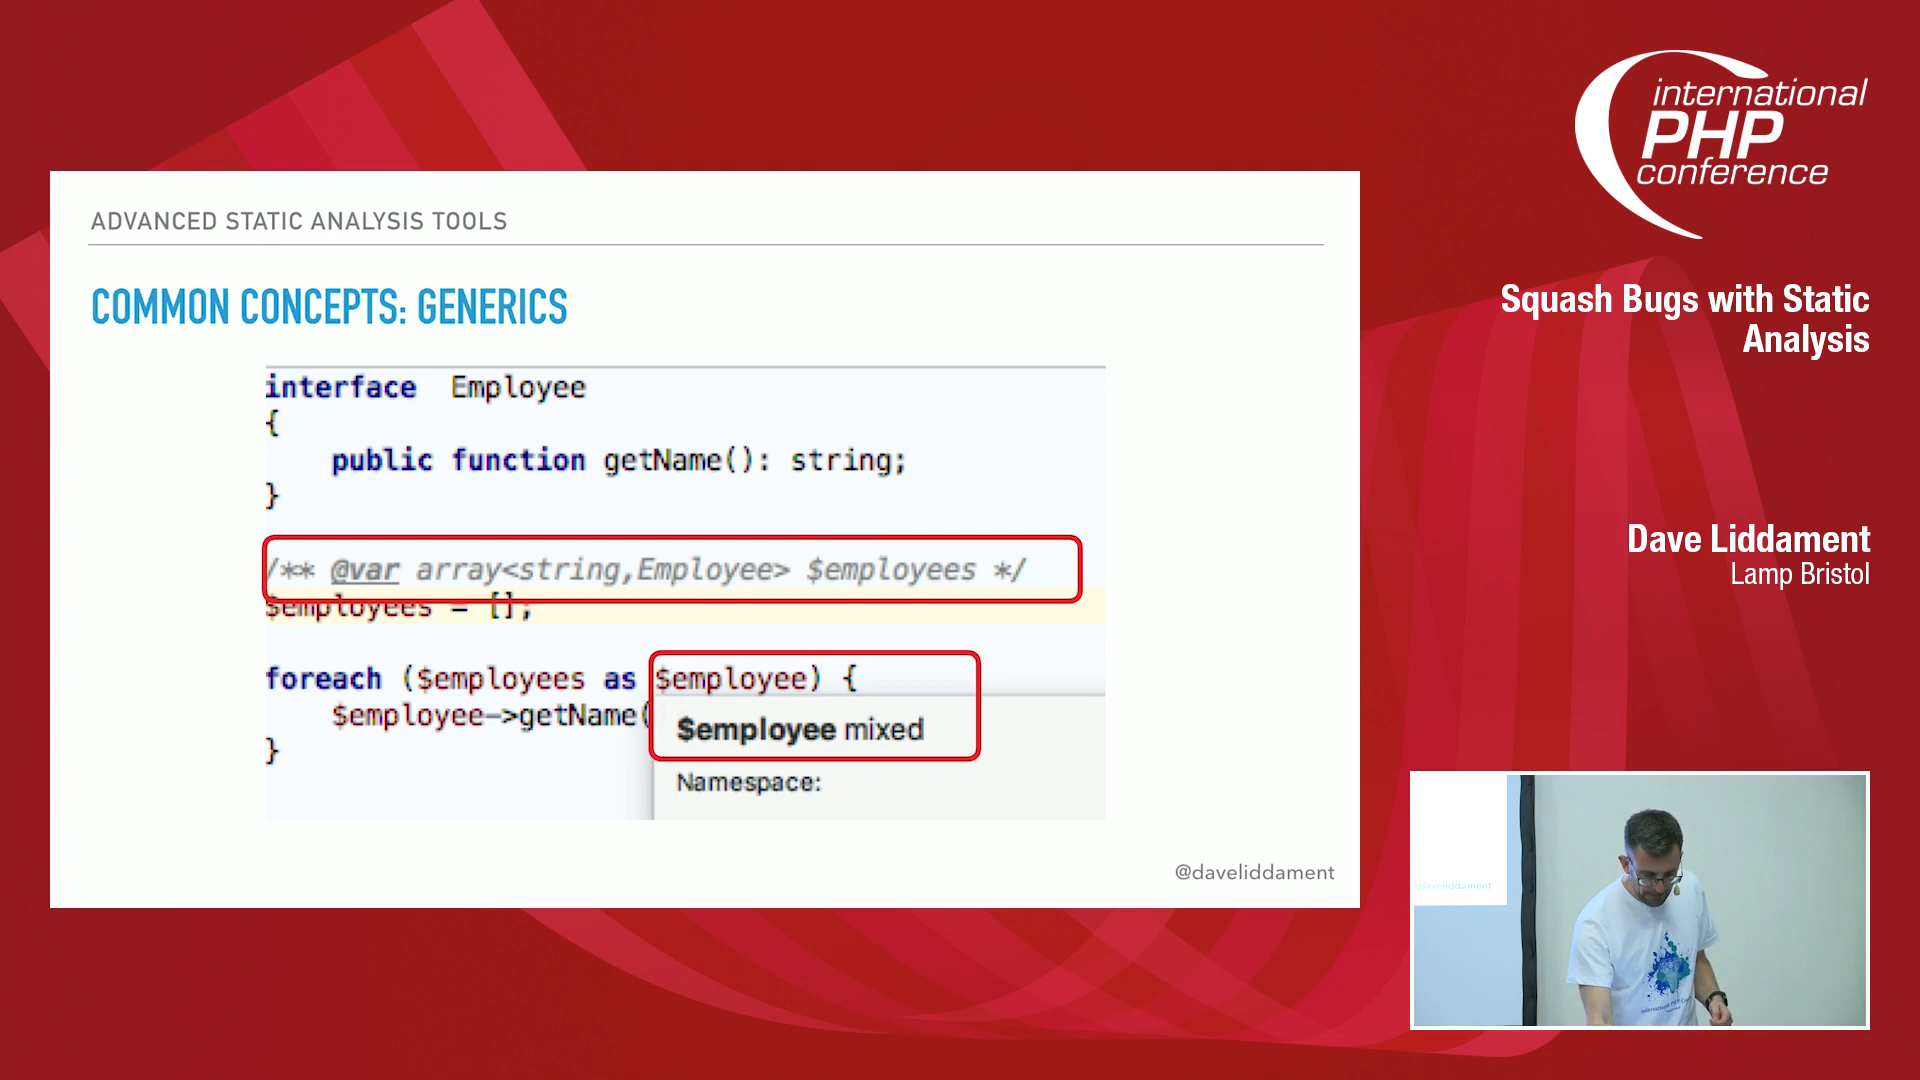 ADVANCED STATIC ANALYSIS TOOLS
COMMON CONCEPTS: GENERICS
interface Employee
{
public function getName(): string;
}
/** @var array<string,Employee> $employees */
$employees = [];
foreach ($employees as $employee) {
$employee->getName(
}
$employee mixed
Namespace:
@daveliddament
international
PHP
conference
Squash Bugs with Static
Analysis
Dave Liddament
Lamp Bristol
daveliddament